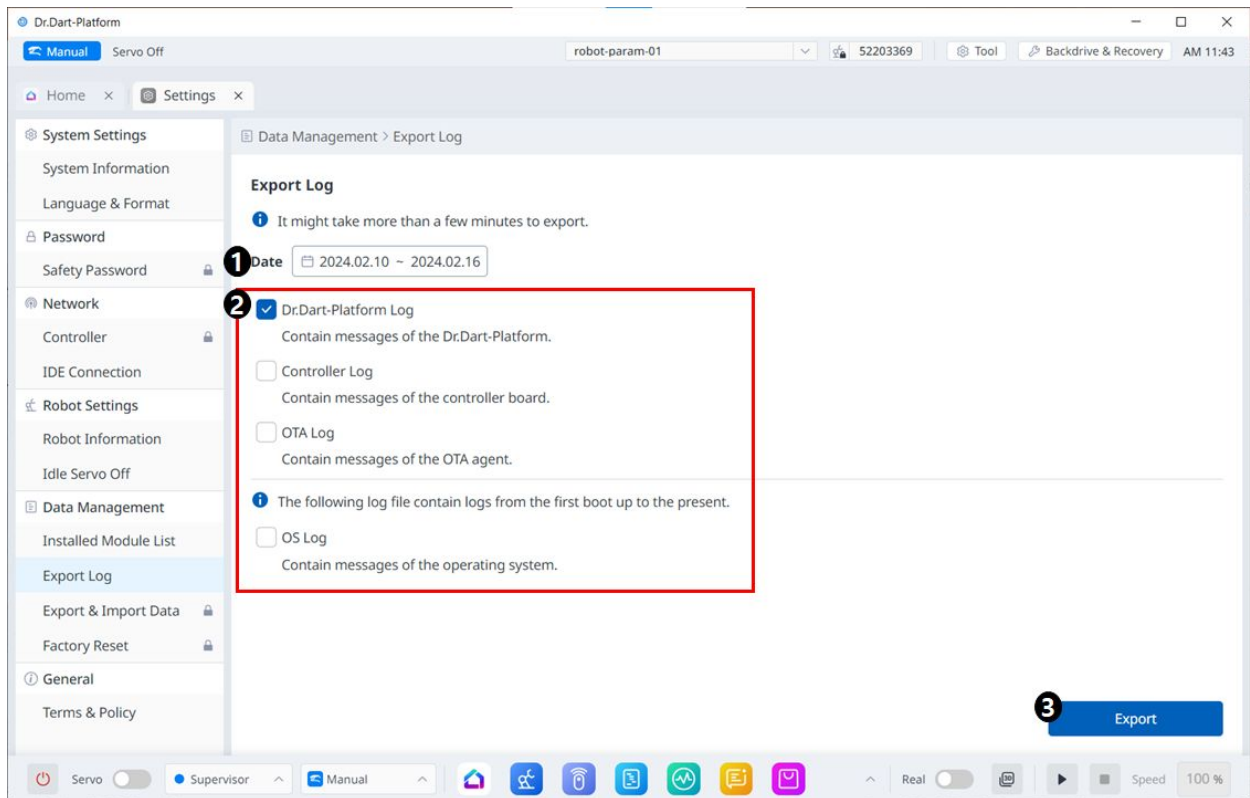 Dr.Dart-Platform
Manual Servo Off robot-param-01 52203369 Tool Backdrive & Recovery AM 11:43
Home Settings
System Settings
System Information
Language & Format
Password
Safety Password
Network
Controller
IDE Connection
Robot Settings
Robot Information
Idle Servo Off
Data Management
Installed Module List
Export Log
Export & Import Data
Factory Reset
General
Terms & Policy
Data Management > Export Log
Export Log
It might take more than a few minutes to export.
1 Date 2024.02.10 ~ 2024.02.16
2
Dr.Dart-Platform Log
Contain messages of the Dr.Dart-Platform.
Controller Log
Contain messages of the controller board.
OTA Log
Contain messages of the OTA agent.
The following log file contain logs from the first boot up to the present.
OS Log
Contain messages of the operating system.
3 Export
Servo Supervisor Manual Real 3D Speed 100 %